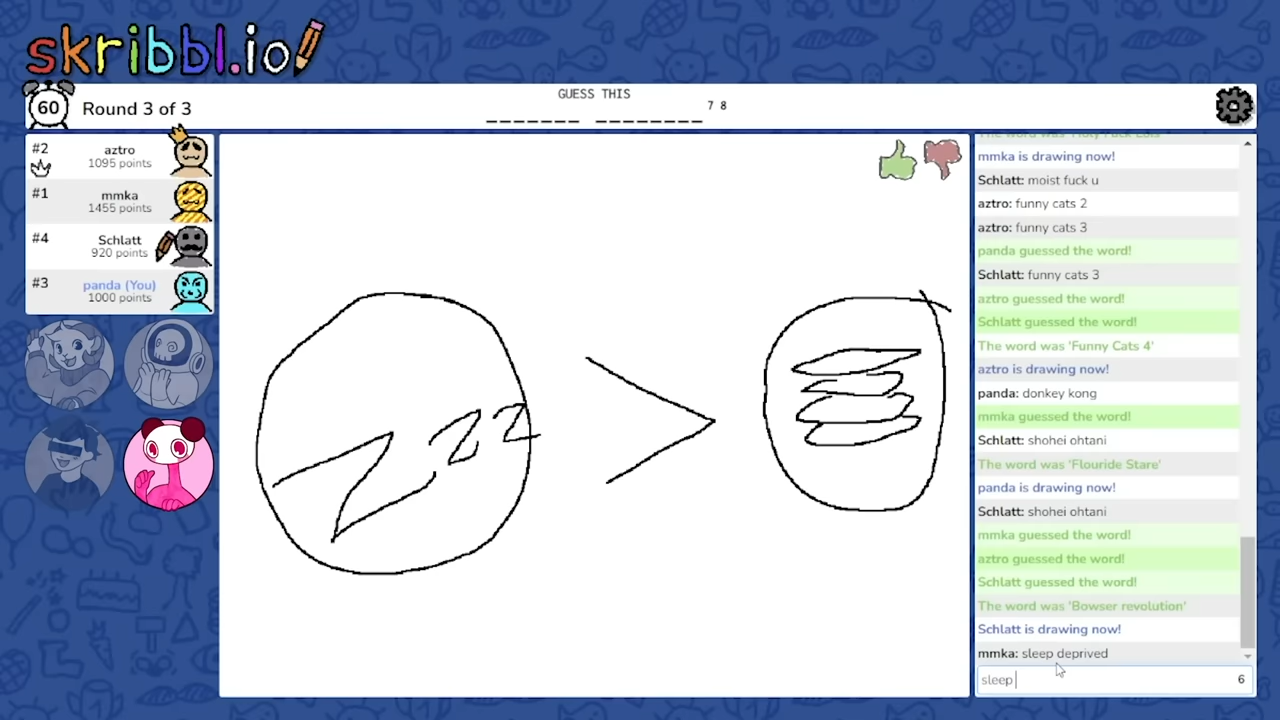 skribbl.io
60
Round 3 of 3
GUESS THIS
_______ ________ 7 8
#2
aztro
1095 points
#1
mmka
1455 points
#4
Schlatt
920 points
#3
panda (You)
1000 points
Z z z
mmka is drawing now!
Schlatt: moist fuck u
aztro: funny cats 2
aztro: funny cats 3
panda guessed the word!
Schlatt: funny cats 3
aztro guessed the word!
Schlatt guessed the word!
The word was 'Funny Cats 4'
aztro is drawing now!
panda: donkey kong
mmka guessed the word!
Schlatt: shohei ohtani
The word was 'Flouride Stare'
panda is drawing now!
Schlatt: shohei ohtani
mmka guessed the word!
aztro guessed the word!
Schlatt guessed the word!
The word was 'Bowser revolution'
Schlatt is drawing now!
mmka: sleep deprived
sleep 6